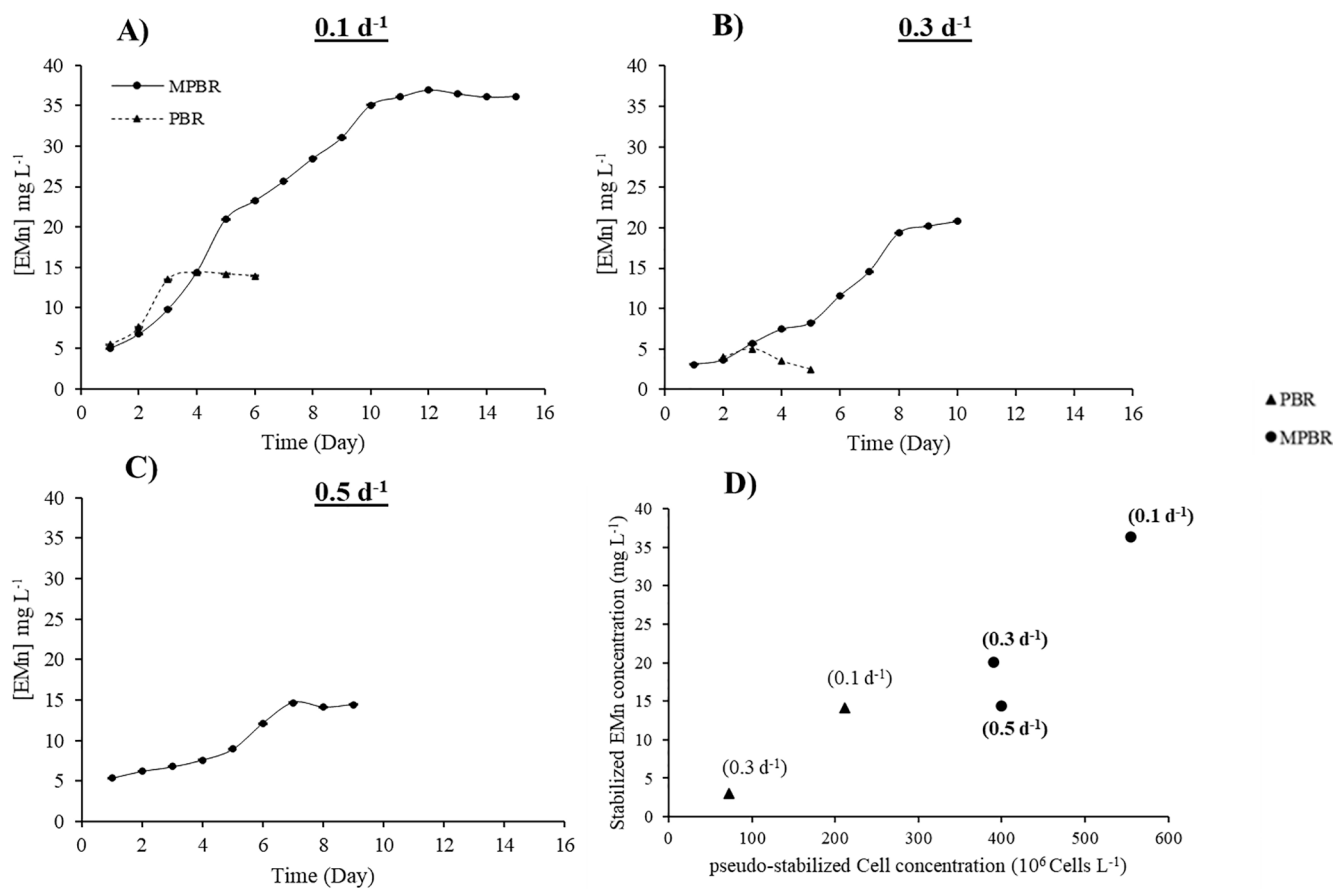 A)
0.1 d-1
40
35
30
25
20
15
10
5
0
[EMn] mg L-1
MPBR
PBR
0 2 4 6 8 10 12 14 16
Time (Day)
B)
0.3 d-1
40
35
30
25
20
15
10
5
0
[EMn] mg L-1
0 2 4 6 8 10 12 14 16
Time (Day)
PBR
MPBR
C)
0.5 d-1
40
35
30
25
20
15
10
5
0
[EMn] mg L-1
0 2 4 6 8 10 12 14 16
Time (Day)
D)
40
35
30
25
20
15
10
5
0
Stabilized EMn concentration (mg L-1)
(0.1 d-1)
(0.3 d-1)
(0.1 d-1)
(0.5 d-1)
(0.3 d-1)
0 100 200 300 400 500 600
pseudo-stabilized Cell concentration (106 Cells L-1)